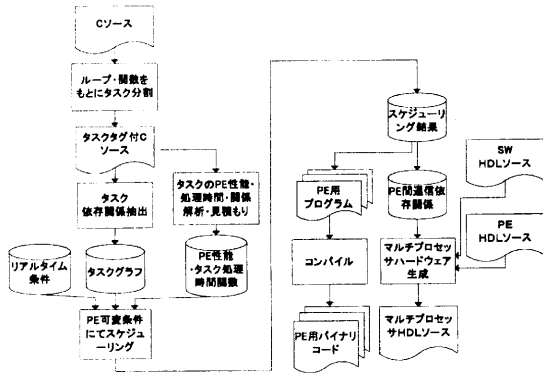 Cソース
ループ・関数を
もとにタスク分割
タスクタグ付C
ソース
タスク
依存関係抽出
タスクのPE性能・
処理時間・関係
解析・見積もり
リアルタイム
条件
タスクグラフ
PE性能
・タスク処理
時間関数
PE可変条件
にてスケジュ
ーリング
スケジューリ
ング結果
PE用
プログラム
PE間通信依
存関係
SW
HDLソース
PE
HDLソース
コンパイル
マルチプロセッ
サハードウェア
生成
PE用バイナリ
コード
マルチプロセッ
サHDLソース